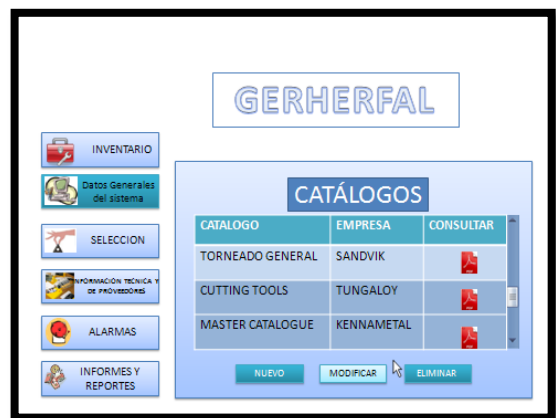 GERHERFAL
INVENTARIO
Datos Generales
del sistema
SELECCION
INFORMACIÓN TECNICA Y
DE PROVEEDORES
ALARMAS
INFORMES Y
REPORTES
CATÁLOGOS
CATALOGO EMPRESA CONSULTAR
TORNEADO GENERAL SANDVIK
CUTTING TOOLS TUNGALOY
MASTER CATALOGUE KENNAMETAL
NUEVO MODIFICAR ELIMINAR